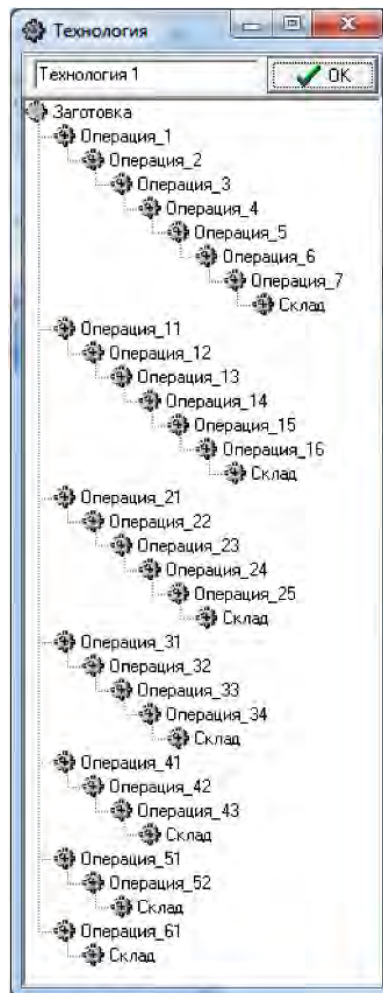 Технология
Технология 1
OK
Заготовка
Операция_1
Операция_2
Операция_3
Операция_4
Операция_5
Операция_6
Операция_7
Склад
Операция_11
Операция_12
Операция_13
Операция_14
Операция_15
Операция_16
Склад
Операция_21
Операция_22
Операция_23
Операция_24
Операция_25
Склад
Операция_31
Операция_32
Операция_33
Операция_34
Склад
Операция_41
Операция_42
Операция_43
Склад
Операция_51
Операция_52
Склад
Операция_61
Склад